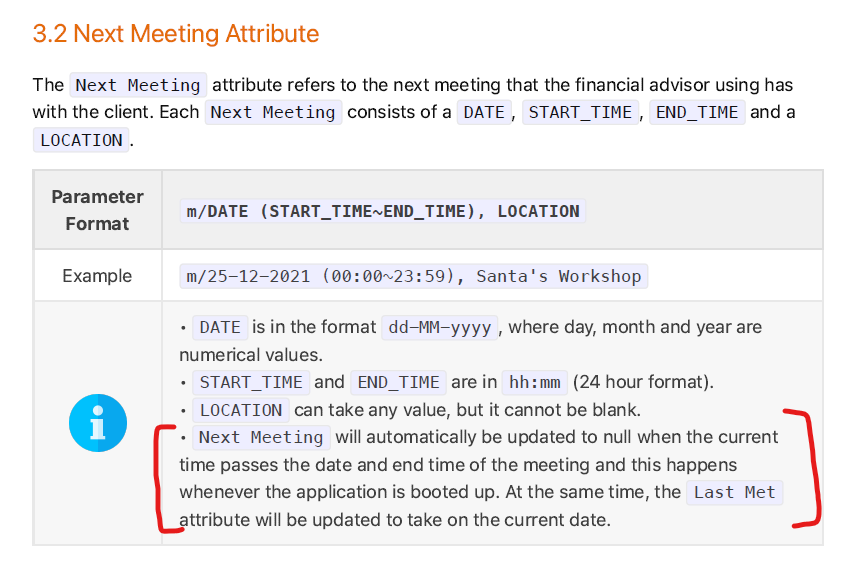 3.2 Next Meeting Attribute
The Next Meeting attribute refers to the next meeting that the financial advisor using has
with the client. Each Next Meeting consists of a DATE, START_TIME, END_TIME and a
LOCATION.
Parameter
Format
m/DATE (START_TIME~END_TIME), LOCATION
Example
m/25-12-2021 (00:00~23:59), Santa's Workshop
• DATE is in the format dd-MM-yyyy, where day, month and year are
numerical values.
• START_TIME and END_TIME are in hh:mm (24 hour format).
• LOCATION can take any value, but it cannot be blank.
• Next Meeting will automatically be updated to null when the current
time passes the date and end time of the meeting and this happens
whenever the application is booted up. At the same time, the Last Met
attribute will be updated to take on the current date.